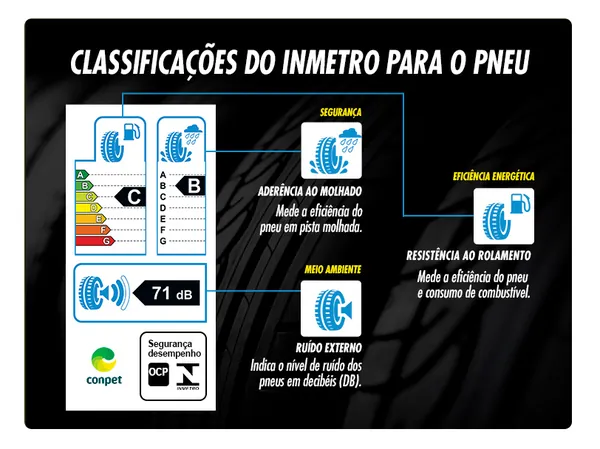 CLASSIFICAÇÕES DO INMETRO PARA O PNEU
A
B
C
D
E
F
G
C
A
B
C
D
E
F
G
B
71 dB
conpet
Segurança
desempenho
OCP
INMETRO
SEGURANÇA
ADERÊNCIA AO MOLHADO
Mede a eficiência do
pneu em pista molhada.
MEIO AMBIENTE
RUÍDO EXTERNO
Indica o nível de ruído dos
pneus em decibéis (DB).
EFICIÊNCIA ENERGÉTICA
RESISTÊNCIA AO ROLAMENTO
Mede a eficiência do pneu
e consumo de combustível.